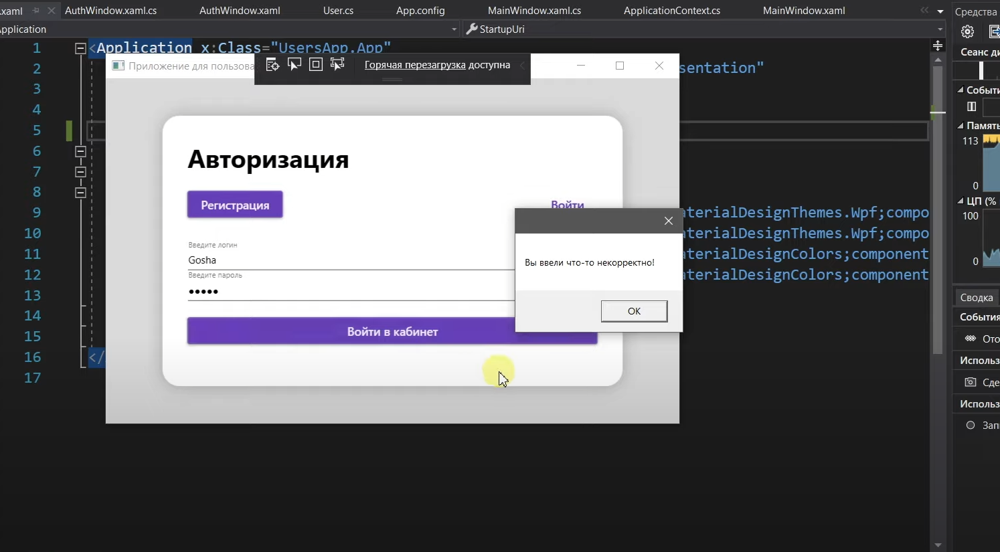 .xaml AuthWindow.xaml.cs AuthWindow.xaml User.cs App.config MainWindow.xaml.cs ApplicationContext.cs MainWindow.xaml
Средства
pplication StartupUri
Сеанс ди
1 <Application x:Class="UsersApp.App"
Приложение для пользова
Горячая перезагрузка доступна
2 sentation"
3
4
5
6
7
8
9 aterialDesignThemes.Wpf;compo
10 aterialDesignThemes.Wpf;compo
11 aterialDesignColors;component
12 aterialDesignColors;component
13
14
15
16 </
17
Авторизация
Регистрация
Войти
Введите логин
Gosha
Введите пароль
•••••
Войти в кабинет
Вы ввели что-то некорректно!
OK
Событи
Память
113
0
ЦП (%
100
0
Сводка
События
Ото
Использ
Сде
Использ
Зап